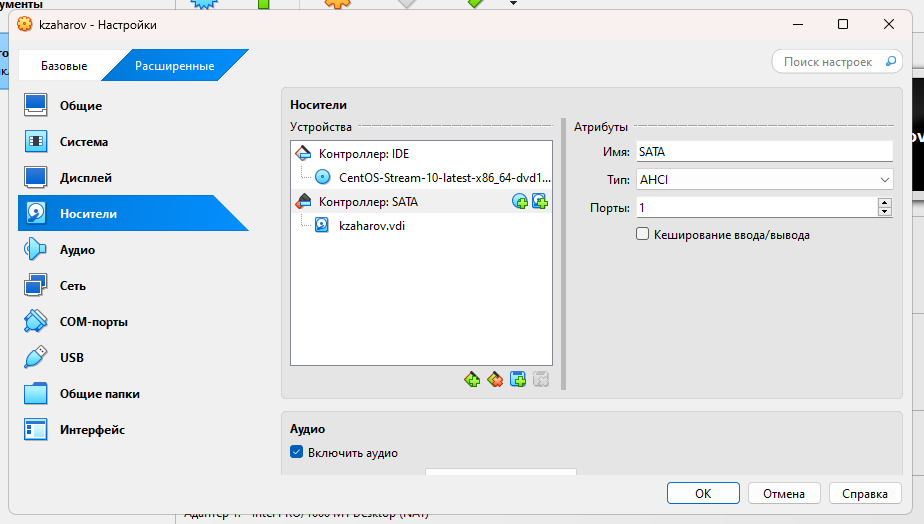 kzaharov - Настройки
Базовые
Расширенные
Поиск настроек
Общие
Система
Дисплей
Носители
Аудио
Сеть
COM-порты
USB
Общие папки
Интерфейс
Носители
Устройства
Контроллер: IDE
CentOS-Stream-10-latest-x86_64-dvd1...
Контроллер: SATA
kzaharov.vdi
Атрибуты
Имя: SATA
Тип: AHCI
Порты: 1
Кеширование ввода/вывода
Аудио
Включить аудио
OK
Отмена
Справка